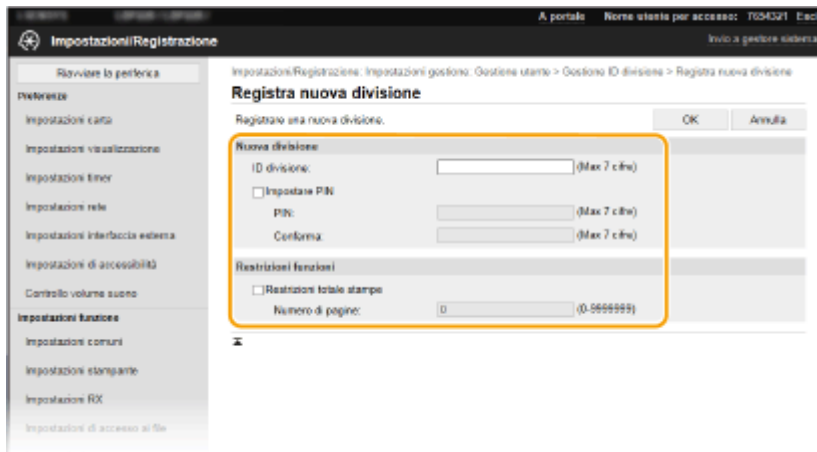 A portale Nome utente per accesso: 7654321
Impostazioni/Registrazione
Invio a gestore sistema
Riavviare la periferica
Impostazioni/Registrazione: Impostazioni gestione: Gestione utente > Gestione ID divisione > Registra nuova divisione
Preferenze
Registra nuova divisione
Impostazioni carta
Registrare una nuova divisione.
OK
Annulla
Impostazioni visualizzazione
Nuova divisione
ID divisione: (Max 7 cifre)
Impostazioni timer
Impostare PIN
Impostazioni rete
PIN: (Max 7 cifre)
Impostazioni interfaccia esterna
Conferma: (Max 7 cifre)
Impostazioni di accessibilità
Restrizioni funzioni
Controllo volume suono
Restrizioni totale stampe
Impostazioni funzione
Numero di pagine: 0 (0-9999999)
Impostazioni comuni
Impostazioni stampante
Impostazioni RX
Impostazioni di accesso ai file